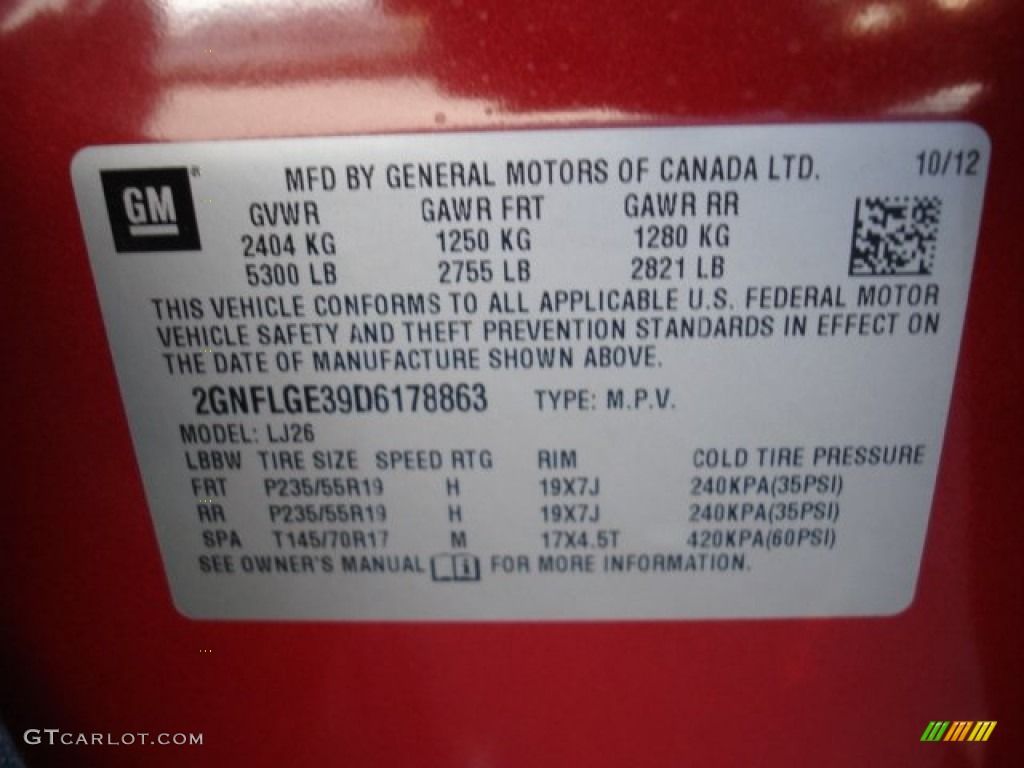 GM®
MFD BY GENERAL MOTORS OF CANADA LTD. 10/12
GVWR GAWR FRT GAWR RR
2404 KG 1250 KG 1280 KG
5300 LB 2755 LB 2821 LB
THIS VEHICLE CONFORMS TO ALL APPLICABLE U.S. FEDERAL MOTOR
VEHICLE SAFETY AND THEFT PREVENTION STANDARDS IN EFFECT ON
THE DATE OF MANUFACTURE SHOWN ABOVE.
2GNFLGE39D6178863 TYPE: M.P.V.
MODEL: LJ26
LBBW TIRE SIZE SPEED RTG RIM COLD TIRE PRESSURE
FRT P235/55R19 H 19X7J 240KPA(35PSI)
RR P235/55R19 H 19X7J 240KPA(35PSI)
SPA T145/70R17 M 17X4.5T 420KPA(60PSI)
SEE OWNER'S MANUAL i FOR MORE INFORMATION.
GTCARLOT.COM